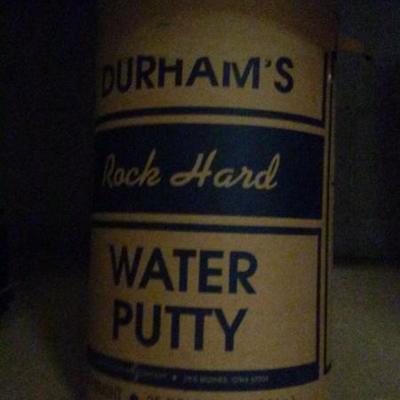 DURHAM'S
Rock Hard
WATER
PUTTY